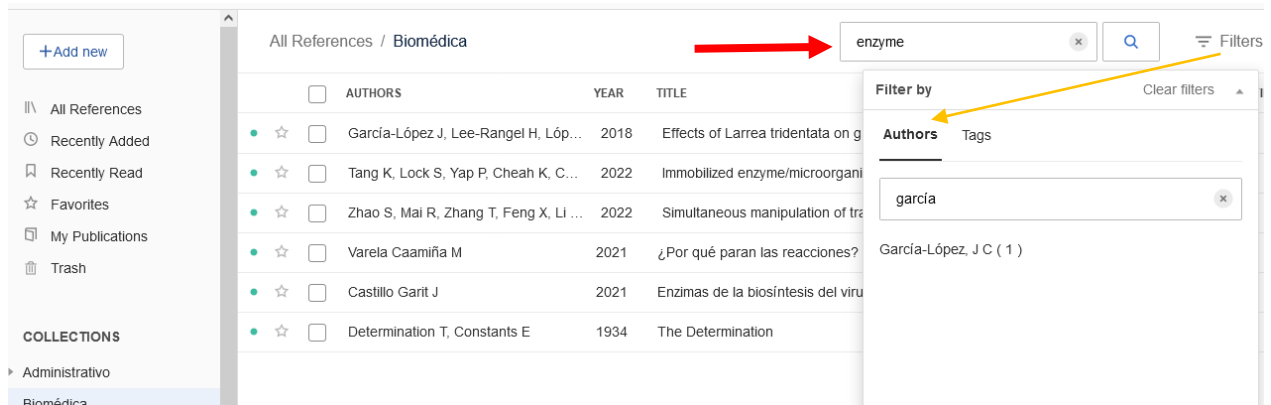 +Add new
All References
Recently Added
Recently Read
Favorites
My Publications
Trash
COLLECTIONS
Administrativo
Biomédica
All References / Biomédica
enzyme
Filters
AUTHORS YEAR TITLE
García-López J, Lee-Rangel H, Lóp... 2018 Effects of Larrea tridentata on g
Tang K, Lock S, Yap P, Cheah K, C... 2022 Immobilized enzyme/microorgani
Zhao S, Mai R, Zhang T, Feng X, Li ... 2022 Simultaneous manipulation of tra
Varela Caamiña M 2021 ¿Por qué paran las reacciones?
Castillo Garit J 2021 Enzimas de la biosíntesis del viru
Determination T, Constants E 1934 The Determination
Filter by Clear filters
Authors Tags
garcía
García-López, J C ( 1 )